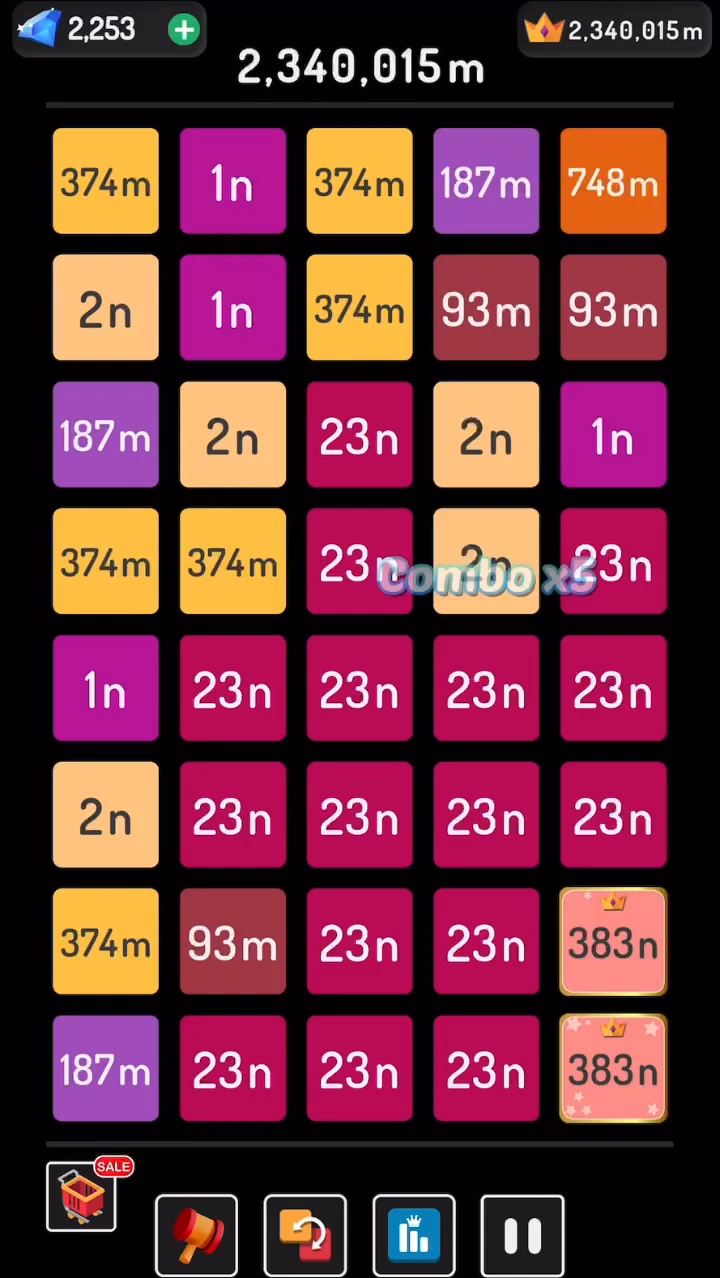 2,253
2,340,015m
2,340,015m
374m 1n 374m 187m 748m
2n 1n 374m 93m 93m
187m 2n 23n 2n 1n
374m 374m 23n 2n 23n
Combo x5
1n 23n 23n 23n 23n
2n 23n 23n 23n 23n
374m 93m 23n 23n 383n
187m 23n 23n 23n 383n
SALE